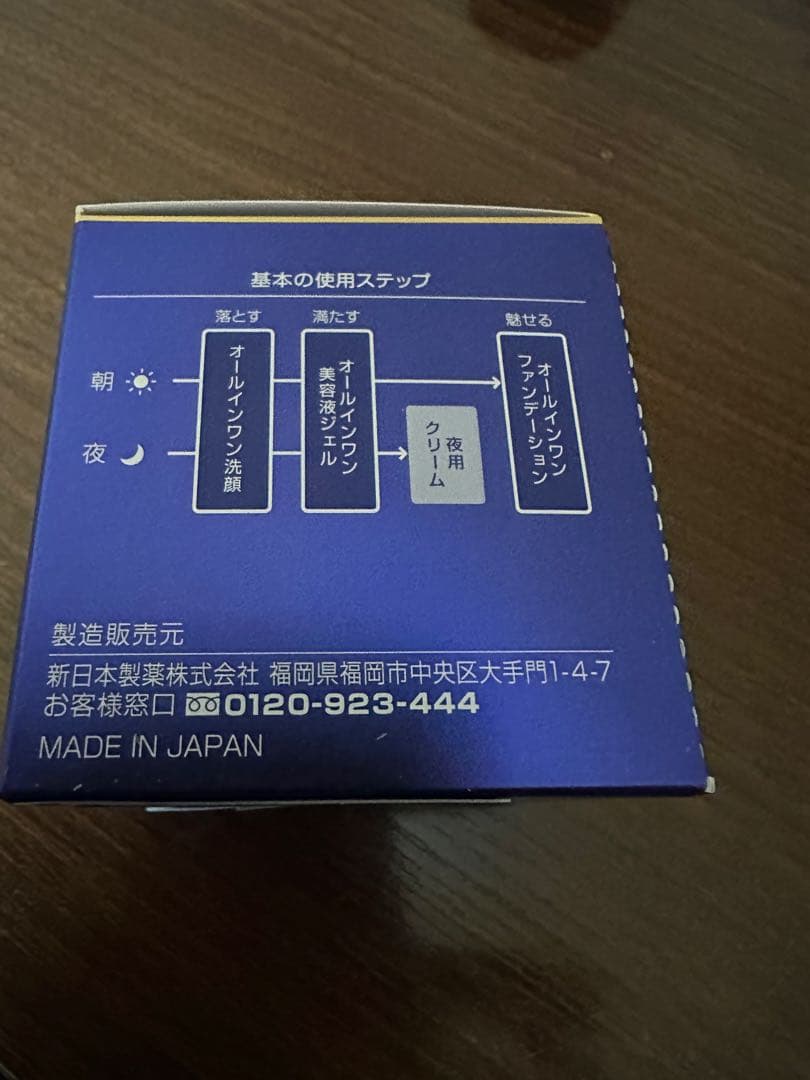 基本の使用ステップ
落とす
満たす
魅せる
朝
夜
オールインワン洗顔
オールインワン
美容液ジェル
夜用
クリーム
オールインワン
ファンデーション
製造販売元
新日本製薬株式会社 福岡県福岡市中央区大手門1-4-7
お客様窓口 0120-923-444
MADE IN JAPAN